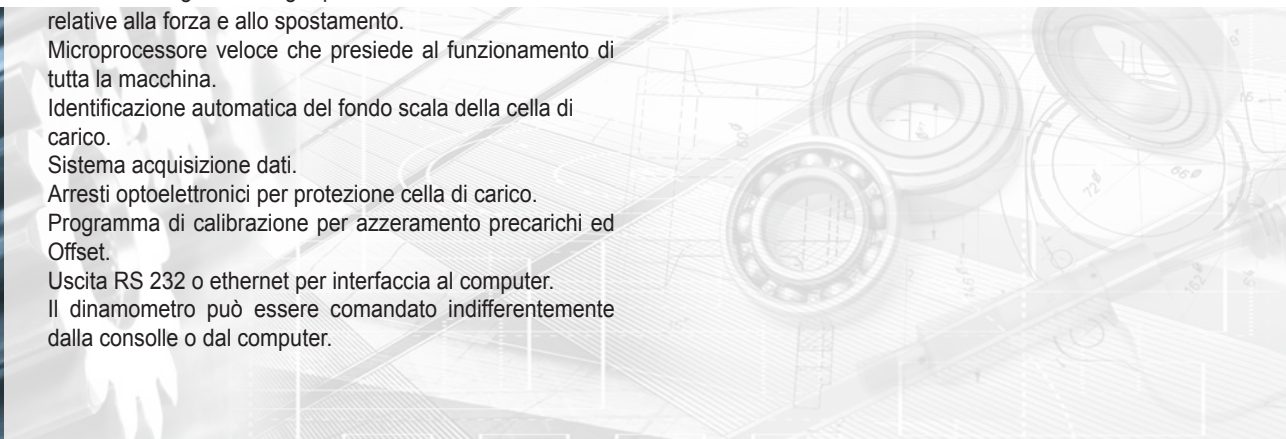 relative alla forza e allo spostamento.
Microprocessore veloce che presiede al funzionamento di
tutta la macchina.
Identificazione automatica del fondo scala della cella di
carico.
Sistema acquisizione dati.
Arresti optoelettronici per protezione cella di carico.
Programma di calibrazione per azzeramento precarichi ed
Offset.
Uscita RS 232 o ethernet per interfaccia al computer.
Il dinamometro può essere comandato indifferentemente
dalla consolle o dal computer.